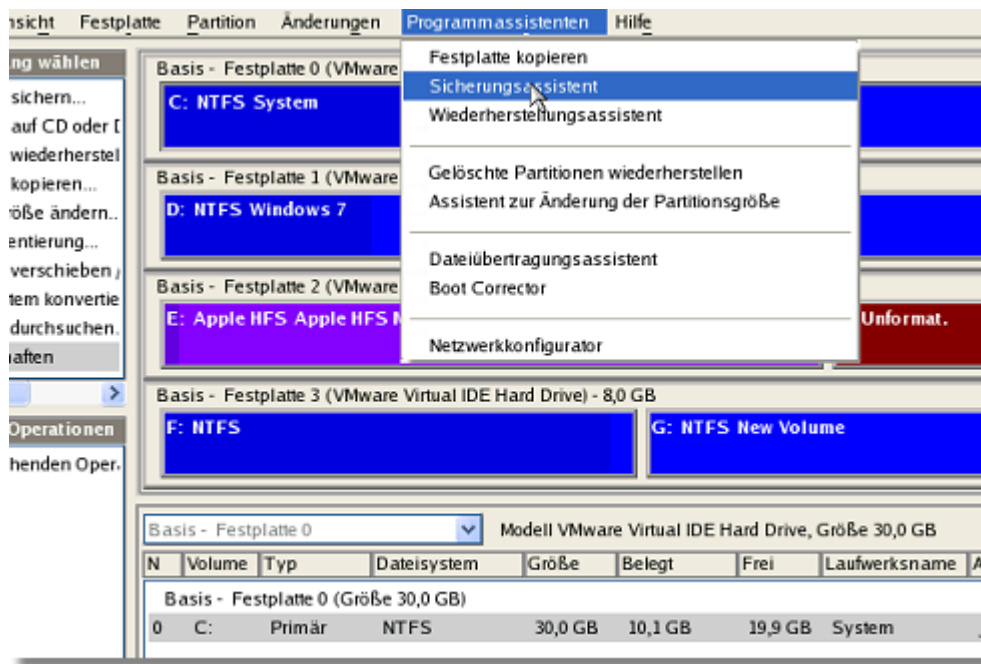 nsicht Festplatte Partition Änderungen Programmassistenten Hilfe
ng wählen
sichern...
auf CD oder
wiederherstel
kopieren...
röße ändern..
entierung...
verschieben
tem konvertie
durchsuchen.
haften
Operationen
henden Oper.
Festplatte kopieren
Sicherungsassistent
Wiederherstellungsassistent
Gelöschte Partitionen wiederherstellen
Assistent zur Änderung der Partitionsgröße
Dateiübertragungsassistent
Boot Corrector
Netzwerkkonfigurator
Basis - Festplatte 0 (VMware
C: NTFS System
Basis - Festplatte 1 (VMware
D: NTFS Windows 7
Basis - Festplatte 2 (VMware
E: Apple HFS Apple HFS
Unformat.
Basis - Festplatte 3 (VMware Virtual IDE Hard Drive) - 8,0 GB
F: NTFS
G: NTFS New Volume
Basis - Festplatte 0
Modell VMware Virtual IDE Hard Drive, Größe 30,0 GB
N Volume Typ Dateisystem Größe Belegt Frei Laufwerksname A
Basis - Festplatte 0 (Größe 30,0 GB)
0 C: Primär NTFS 30,0 GB 10,1 GB 19,9 GB System